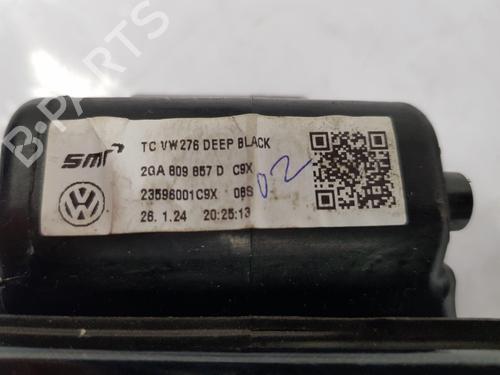 B-PARTS
smr
TC VW276 DEEP BLACK
2GA 809 857 D C9X
23596001C9X 08S
26. 1.24 20:25:13
02